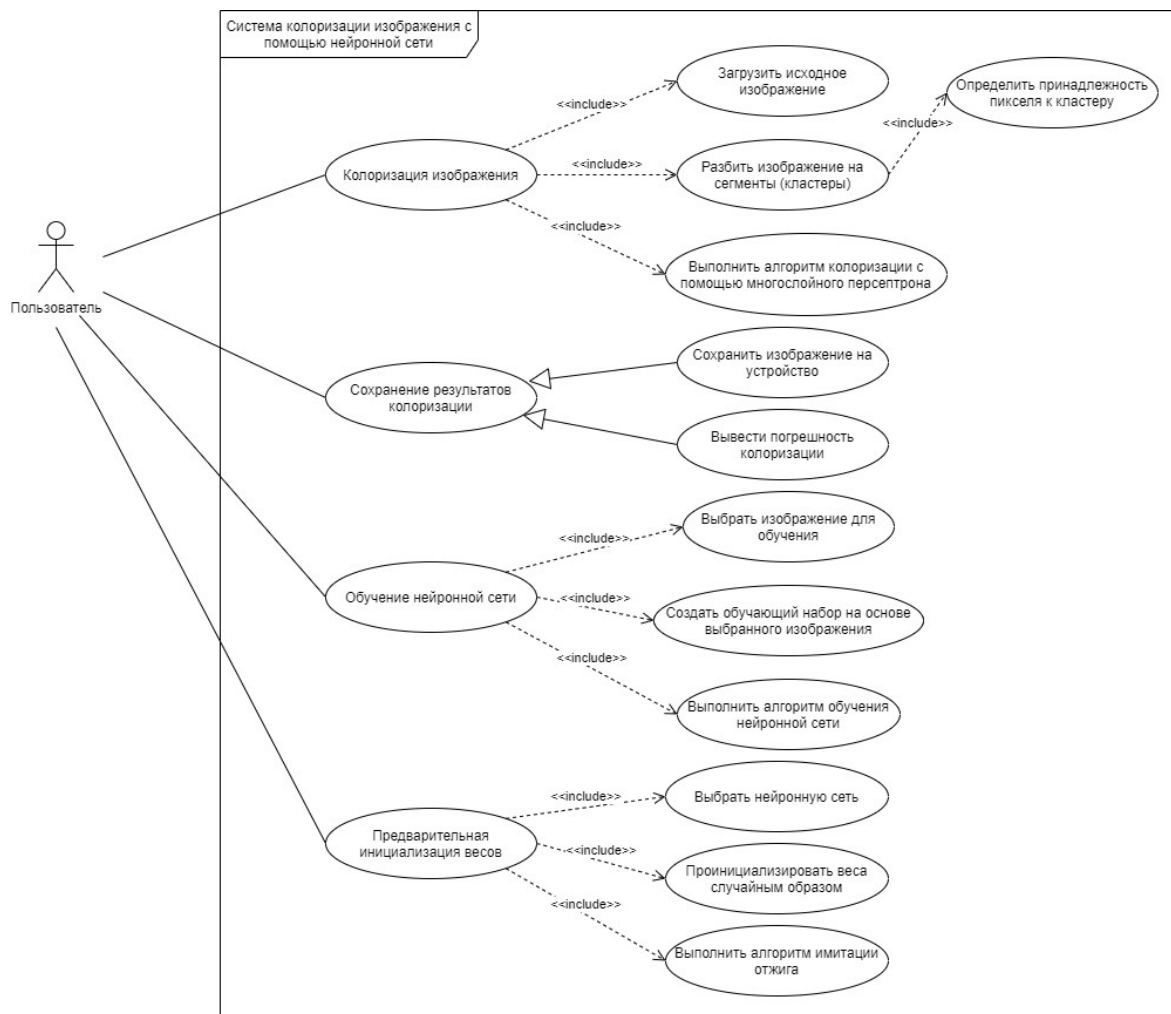 Система колоризации изображения с
помощью нейронной сети
Загрузить исходное
изображение
Определить принадлежность
пикселя к кластеру
<<include>>
<<include>>
<<include>>
Колоризация изображения
Разбить изображение на
сегменты (кластеры)
<<include>>
Выполнить алгоритм колоризации с
помощью многослойного персептрона
Пользователь
Сохранить изображение на
устройство
Сохранение результатов
колоризации
Вывести погрешность
колоризации
Выбрать изображение для
обучения
<<include>>
Обучение нейронной сети
<<include>>
Создать обучающий набор на основе
выбранного изображения
<<include>>
Выполнить алгоритм обучения
нейронной сети
<<include>>
Выбрать нейронную сеть
Предварительная
инициализация весов
<<include>>
Проинициализировать веса
случайным образом
<<include>>
Выполнить алгоритм имитации
отжига